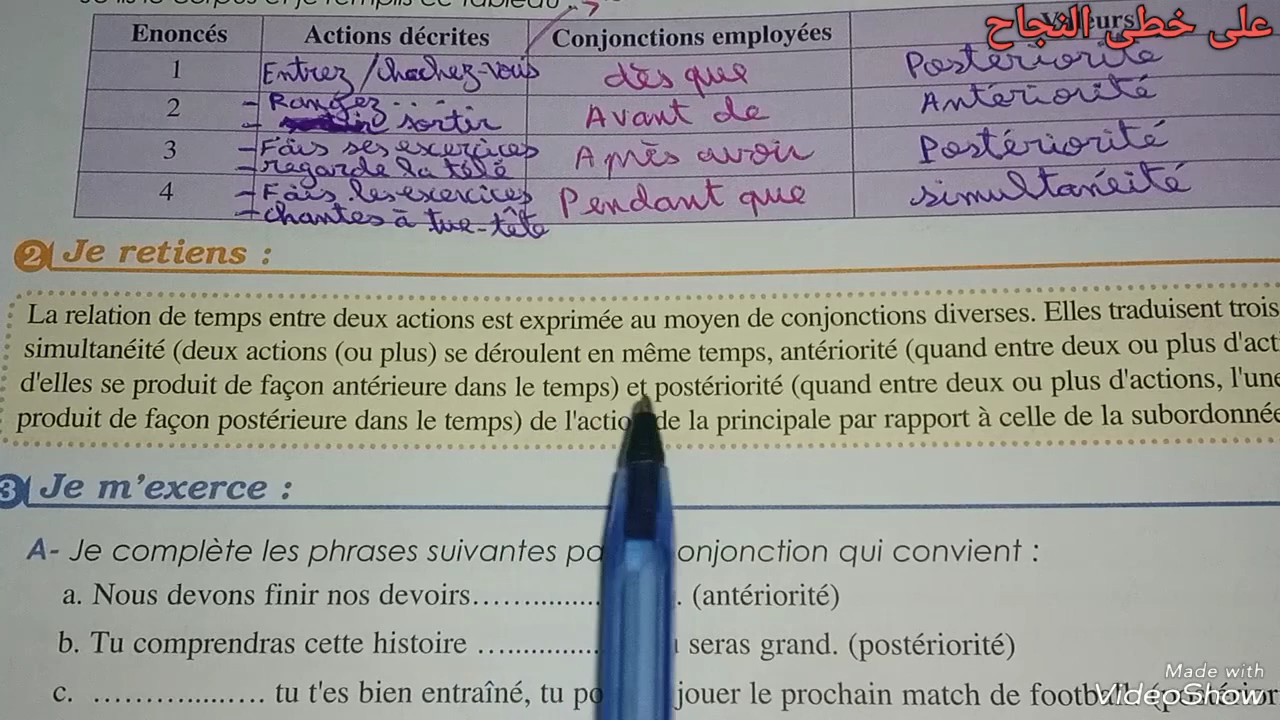 على خطى النجاح
Enoncés Actions décrites Conjonctions employées
1 Entrez / chachez-vous dès que Postériorité
2 - Rangez... - sortir Avant de Antériorité
3 - Fais ses exercices - regarde la télé Après avoir Postériorité
4 - Fais les exercices - chantes à tue-tête Pendant que simultanéité
2 Je retiens :
La relation de temps entre deux actions est exprimée au moyen de conjonctions diverses. Elles traduisent trois
simultanéité (deux actions (ou plus) se déroulent en même temps, antériorité (quand entre deux ou plus d'act
d'elles se produit de façon antérieure dans le temps) et postériorité (quand entre deux ou plus d'actions, l'une
produit de façon postérieure dans le temps) de l'actio de la principale par rapport à celle de la subordonnée
3 Je m'exerce :
A- Je complète les phrases suivantes pa onjonction qui convient :
a. Nous devons finir nos devoirs............... . (antériorité)
b. Tu comprendras cette histoire ............... seras grand. (postériorité)
c. ................... tu t'es bien entraîné, tu po jouer le prochain match de football
Made with
VideoShow